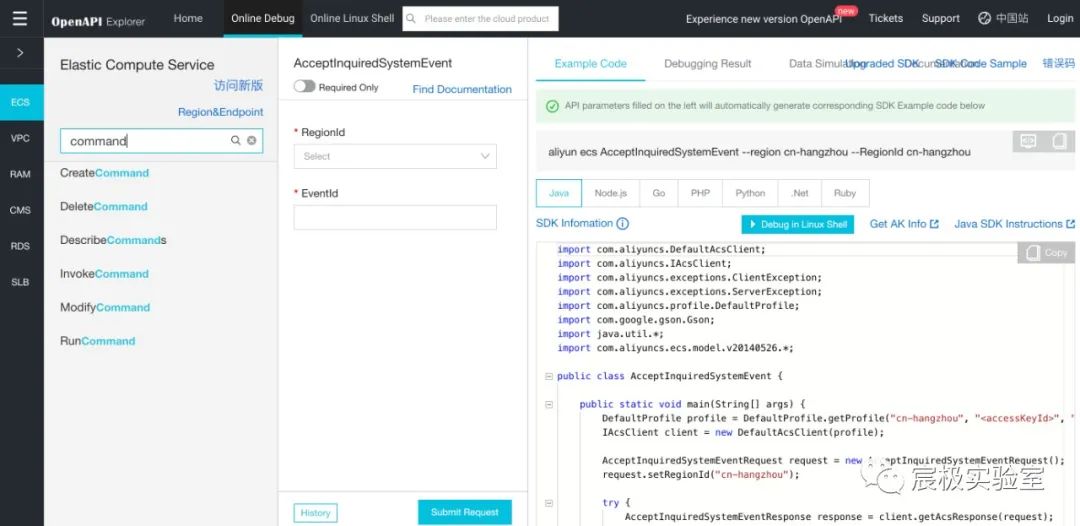 OpenAPI Explorer
Home
Online Debug
Online Linux Shell
Please enter the cloud product
Experience new version OpenAPI
new
Tickets
Support
中国站
Login
ECS
VPC
RAM
CMS
RDS
SLB
Elastic Compute Service
访问新版
Region&Endpoint
command
CreateCommand
DeleteCommand
DescribeCommands
InvokeCommand
ModifyCommand
RunCommand
AcceptInquiredSystemEvent
Required Only
Find Documentation
* RegionId
Select
* EventId
History
Submit Request
Example Code
Debugging Result
Data Simulation
Documentation
Upgraded SDK
SDK Code Sample
错误码
API parameters filled on the left will automatically generate corresponding SDK Example code below
aliyun ecs AcceptInquiredSystemEvent --region cn-hangzhou --RegionId cn-hangzhou
Java
Node.js
Go
PHP
Python
.Net
Ruby
SDK Infomation
Debug in Linux Shell
Get AK Info
Java SDK Instructions
Copy
import com.aliyuncs.DefaultAcsClient;
import com.aliyuncs.IAcsClient;
import com.aliyuncs.exceptions.ClientException;
import com.aliyuncs.exceptions.ServerException;
import com.aliyuncs.profile.DefaultProfile;
import com.google.gson.Gson;
import java.util.*;
import com.aliyuncs.ecs.model.v20140526.*;
public class AcceptInquiredSystemEvent {
public static void main(String[] args) {
DefaultProfile profile = DefaultProfile.getProfile("cn-hangzhou", "<accessKeyId>", "
IAcsClient client = new DefaultAcsClient(profile);
AcceptInquiredSystemEventRequest request = new AcceptInquiredSystemEventRequest();
request.setRegionId("cn-hangzhou");
try {
AcceptInquiredSystemEventResponse response = client.getAcsResponse(request);
宸极实验室